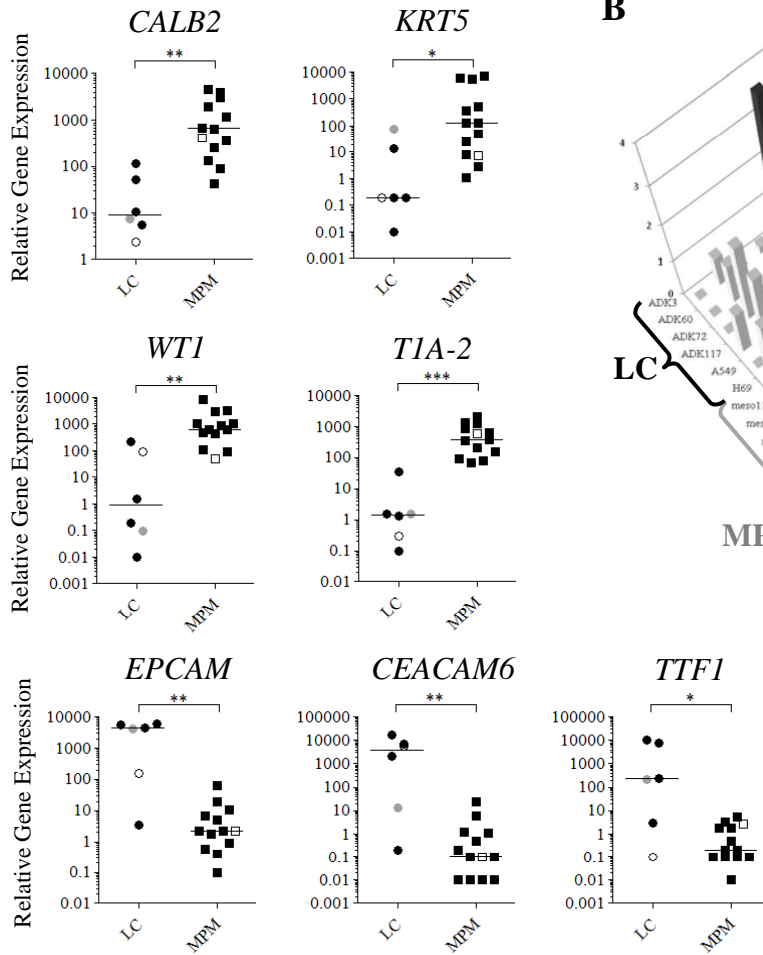 B
CALB2
KRT5
**
*
Relative Gene Expression
10000
1000
100
10
1
10000
1000
100
10
1
0.1
0.01
0.001
LC
MPM
LC
MPM
4
3
2
1
0
ADK3
ADK60
ADK72
ADK117
A549
H69
LC
WT1
T1A-2
**
***
Relative Gene Expression
10000
1000
100
10
1
0.1
0.01
0.001
10000
1000
100
10
1
0.1
0.01
LC
MPM
LC
MPM
EPCAM
CEACAM6
TTF1
**
**
*
Relative Gene Expression
10000
1000
100
10
1
0.1
0.01
100000
10000
1000
100
10
1
0.1
0.01
0.001
100000
10000
1000
100
10
1
0.1
0.01
0.001
LC
MPM
LC
MPM
LC
MPM